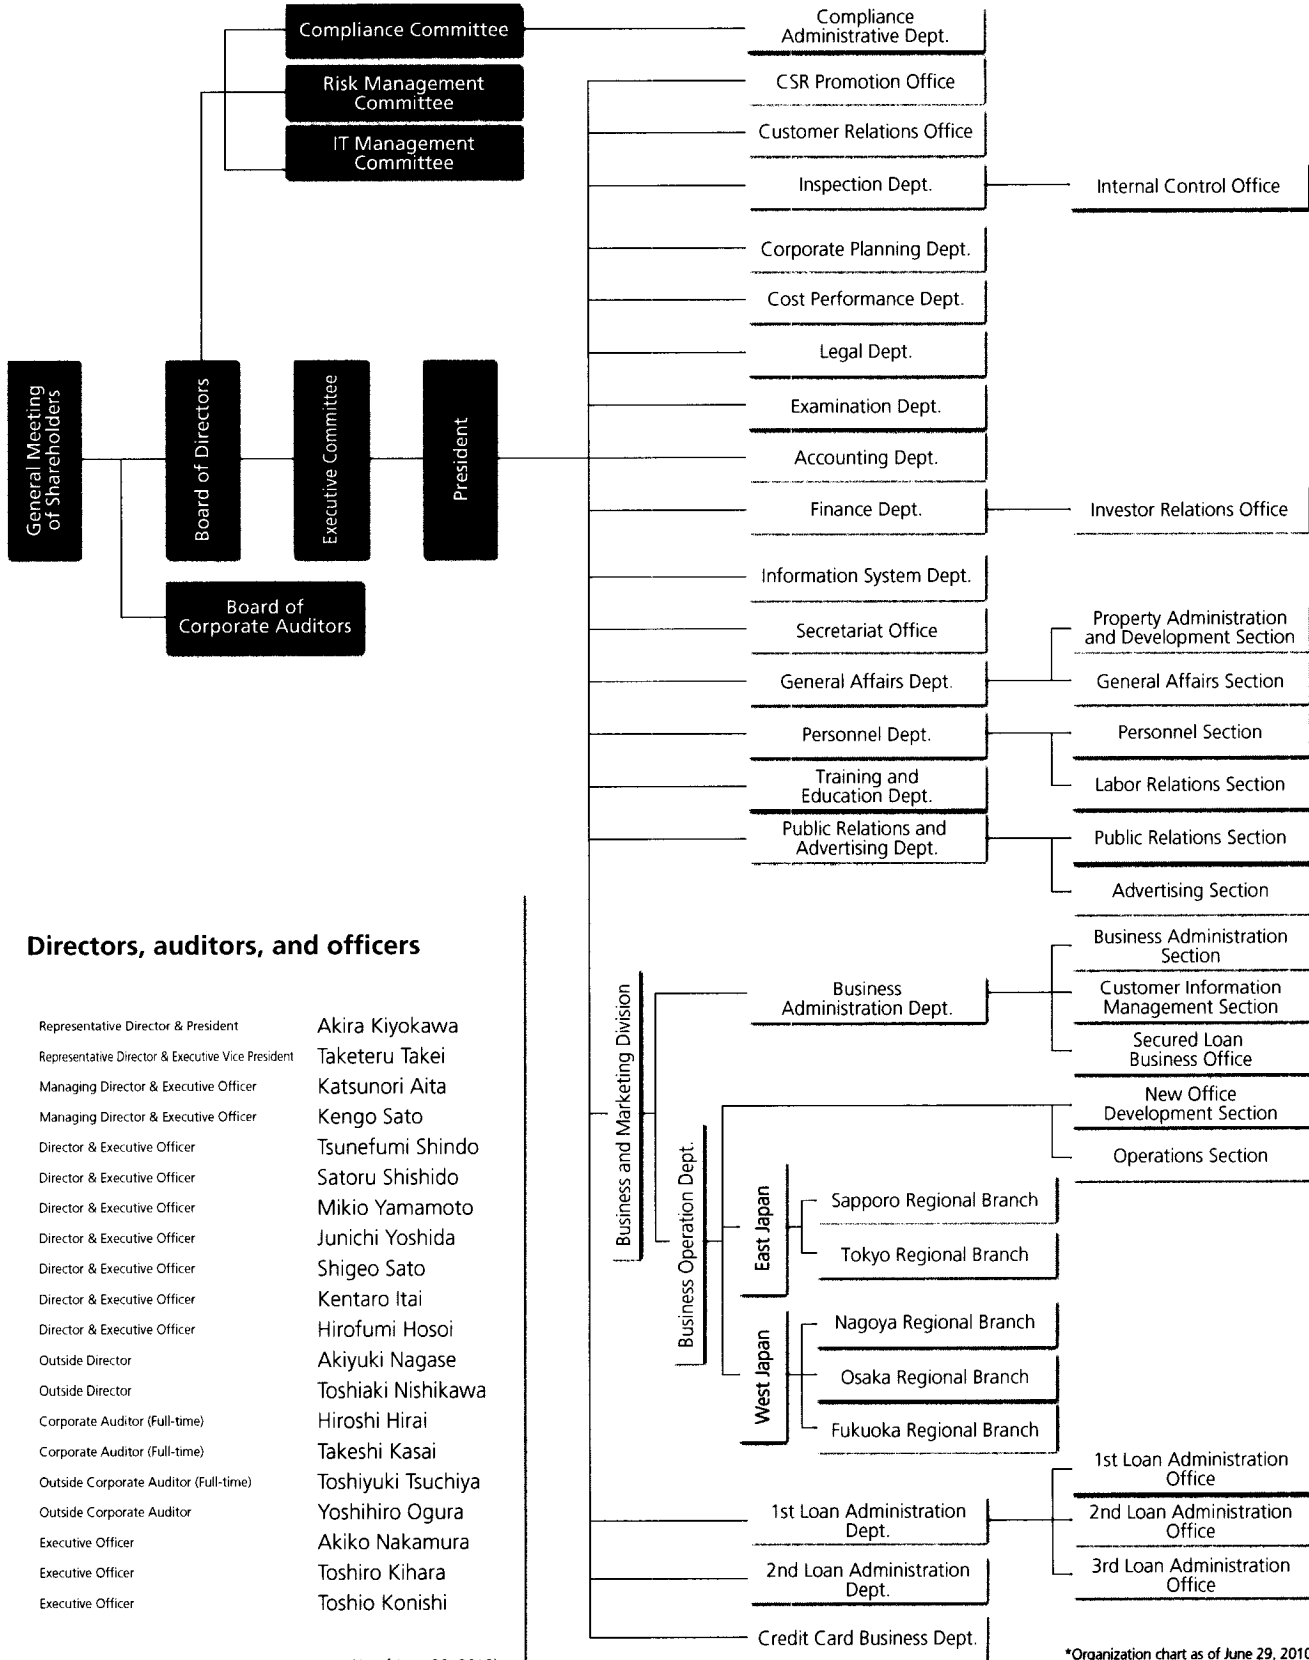 Compliance Committee
Risk Management
Committee
IT Management
Committee
General Meeting
of Shareholders
Board of Directors
Executive Committee
President
Board of
Corporate Auditors
Compliance
Administrative Dept.
CSR Promotion Office
Customer Relations Office
Inspection Dept.
Internal Control Office
Corporate Planning Dept.
Cost Performance Dept.
Legal Dept.
Examination Dept.
Accounting Dept.
Finance Dept.
Investor Relations Office
Information System Dept.
Secretariat Office
General Affairs Dept.
Property Administration
and Development Section
General Affairs Section
Personnel Dept.
Personnel Section
Labor Relations Section
Training and
Education Dept.
Public Relations and
Advertising Dept.
Public Relations Section
Advertising Section
Business and Marketing Division
Business
Administration Dept.
Business Administration
Section
Customer Information
Management Section
Secured Loan
Business Office
Business Operation Dept.
New Office
Development Section
Operations Section
East Japan
Sapporo Regional Branch
Tokyo Regional Branch
West Japan
Nagoya Regional Branch
Osaka Regional Branch
Fukuoka Regional Branch
1st Loan Administration
Dept.
1st Loan Administration
Office
2nd Loan Administration
Office
3rd Loan Administration
Office
2nd Loan Administration
Dept.
Credit Card Business Dept.
*Organization chart as of June 29, 2010
Directors, auditors, and officers
Representative Director & President Akira Kiyokawa
Representative Director & Executive Vice President Taketeru Takei
Managing Director & Executive Officer Katsunori Aita
Managing Director & Executive Officer Kengo Sato
Director & Executive Officer Tsunefumi Shindo
Director & Executive Officer Satoru Shishido
Director & Executive Officer Mikio Yamamoto
Director & Executive Officer Junichi Yoshida
Director & Executive Officer Shigeo Sato
Director & Executive Officer Kentaro Itai
Director & Executive Officer Hirofumi Hosoi
Outside Director Akiyuki Nagase
Outside Director Toshiaki Nishikawa
Corporate Auditor (Full-time) Hiroshi Hirai
Corporate Auditor (Full-time) Takeshi Kasai
Outside Corporate Auditor (Full-time) Toshiyuki Tsuchiya
Outside Corporate Auditor Yoshihiro Ogura
Executive Officer Akiko Nakamura
Executive Officer Toshiro Kihara
Executive Officer Toshio Konishi